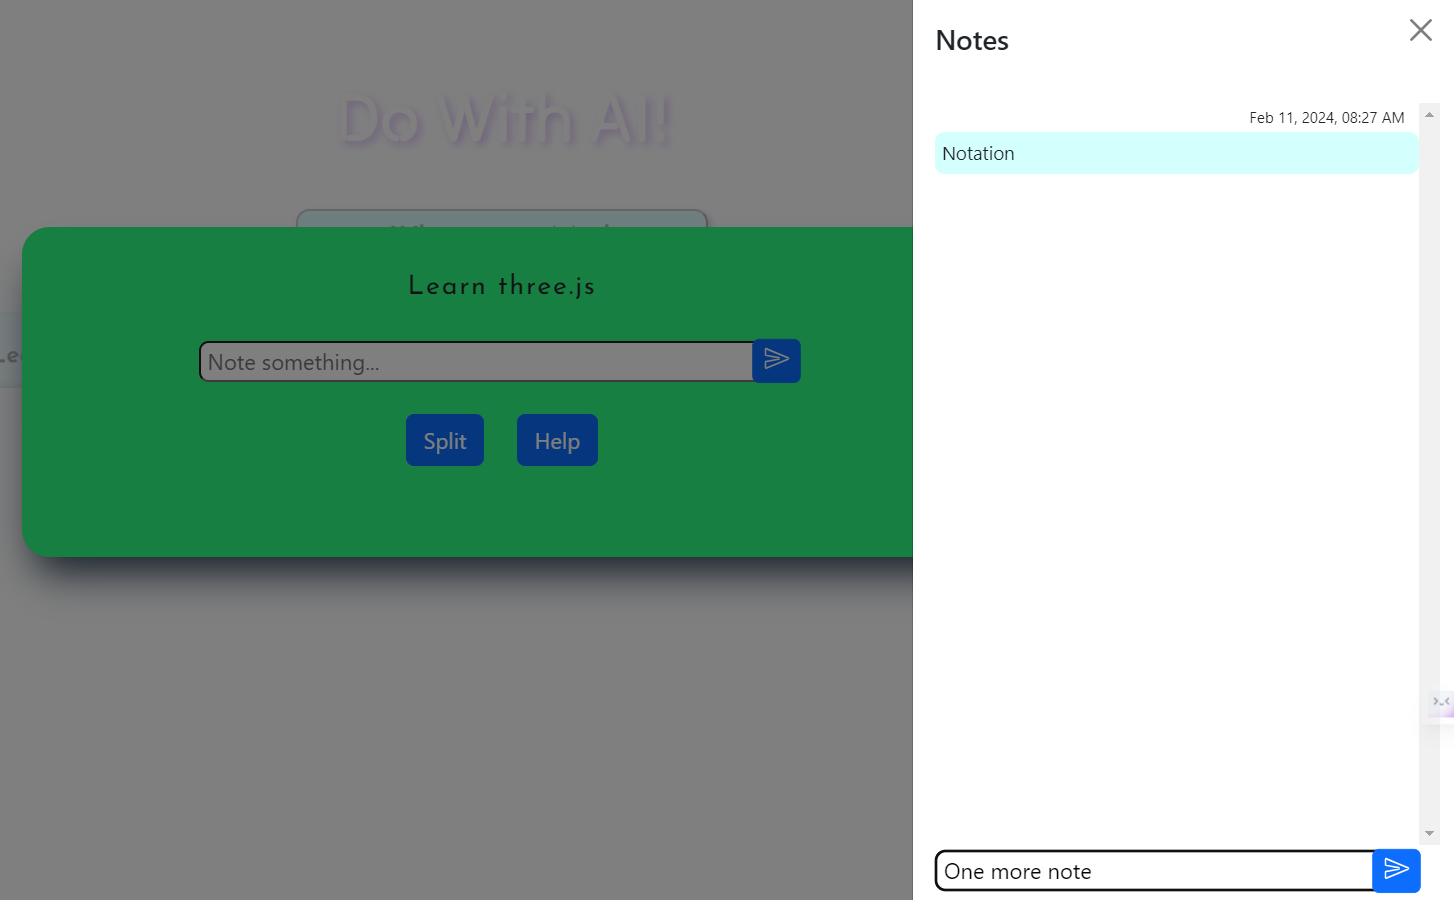 Do With AI!
Learn three.js
Note something...
Split
Help
Notes
Feb 11, 2024, 08:27 AM
Notation
One more note